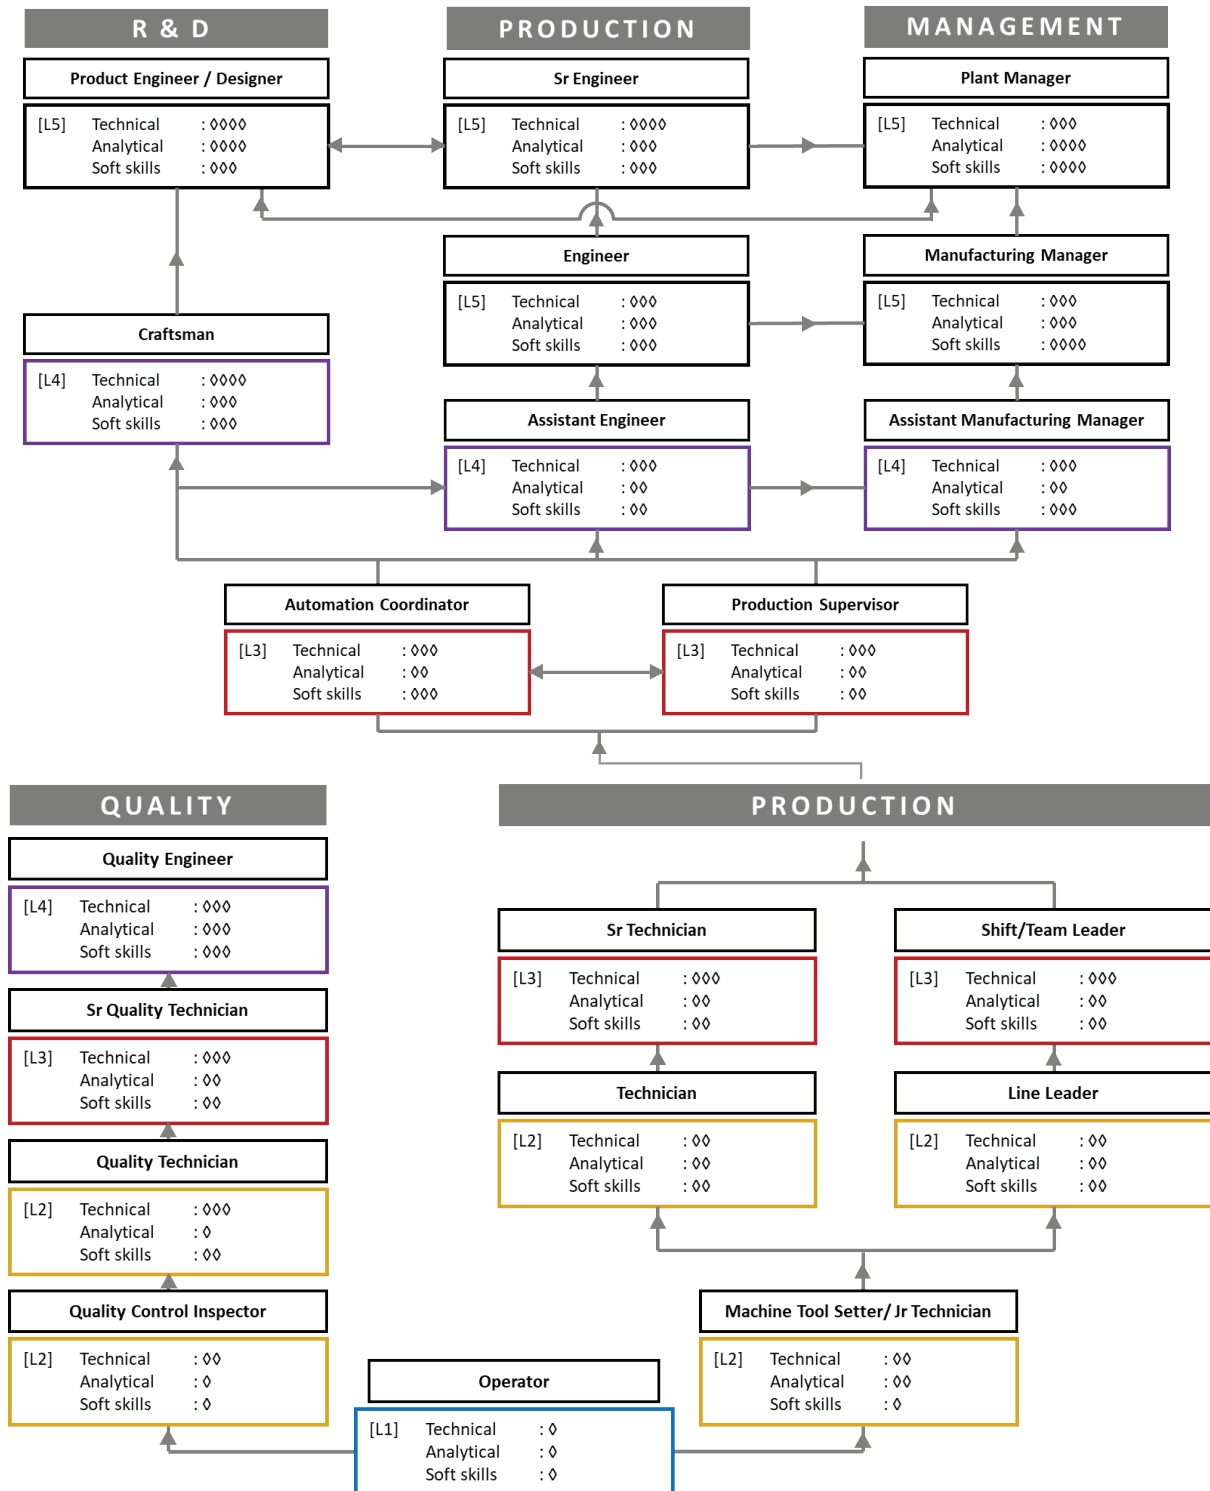 R & D
Product Engineer / Designer
[L5] Technical : ◊◊◊◊
Analytical : ◊◊◊◊
Soft skills : ◊◊◊
PRODUCTION
Sr Engineer
[L5] Technical : ◊◊◊◊
Analytical : ◊◊◊
Soft skills : ◊◊◊
MANAGEMENT
Plant Manager
[L5] Technical : ◊◊◊
Analytical : ◊◊◊◊
Soft skills : ◊◊◊◊
Engineer
[L5] Technical : ◊◊◊
Analytical : ◊◊◊
Soft skills : ◊◊◊
Manufacturing Manager
[L5] Technical : ◊◊◊
Analytical : ◊◊◊
Soft skills : ◊◊◊◊
Craftsman
[L4] Technical : ◊◊◊◊
Analytical : ◊◊◊
Soft skills : ◊◊◊
Assistant Engineer
[L4] Technical : ◊◊◊
Analytical : ◊◊
Soft skills : ◊◊
Assistant Manufacturing Manager
[L4] Technical : ◊◊◊
Analytical : ◊◊
Soft skills : ◊◊◊
Automation Coordinator
[L3] Technical : ◊◊◊
Analytical : ◊◊
Soft skills : ◊◊◊
Production Supervisor
[L3] Technical : ◊◊◊
Analytical : ◊◊
Soft skills : ◊◊
QUALITY
Quality Engineer
[L4] Technical : ◊◊◊
Analytical : ◊◊◊
Soft skills : ◊◊◊
Sr Quality Technician
[L3] Technical : ◊◊◊
Analytical : ◊◊
Soft skills : ◊◊
Quality Technician
[L2] Technical : ◊◊◊
Analytical : ◊
Soft skills : ◊◊
Quality Control Inspector
[L2] Technical : ◊◊
Analytical : ◊
Soft skills : ◊
PRODUCTION
Sr Technician
[L3] Technical : ◊◊◊
Analytical : ◊◊
Soft skills : ◊◊
Shift/Team Leader
[L3] Technical : ◊◊◊
Analytical : ◊◊
Soft skills : ◊◊
Technician
[L2] Technical : ◊◊
Analytical : ◊◊
Soft skills : ◊◊
Line Leader
[L2] Technical : ◊◊
Analytical : ◊◊
Soft skills : ◊◊
Machine Tool Setter/ Jr Technician
[L2] Technical : ◊◊
Analytical : ◊◊
Soft skills : ◊
Operator
[L1] Technical : ◊
Analytical : ◊
Soft skills : ◊